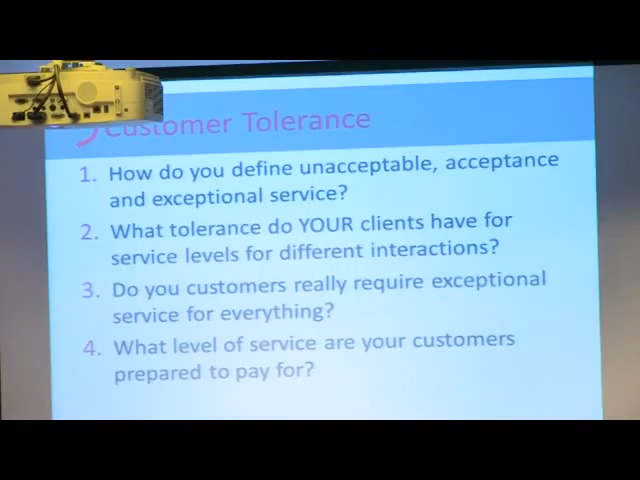 Customer Tolerance
1. How do you define unacceptable, acceptance
and exceptional service?
2. What tolerance do YOUR clients have for
service levels for different interactions?
3. Do you customers really require exceptional
service for everything?
4. What level of service are your customers
prepared to pay for?